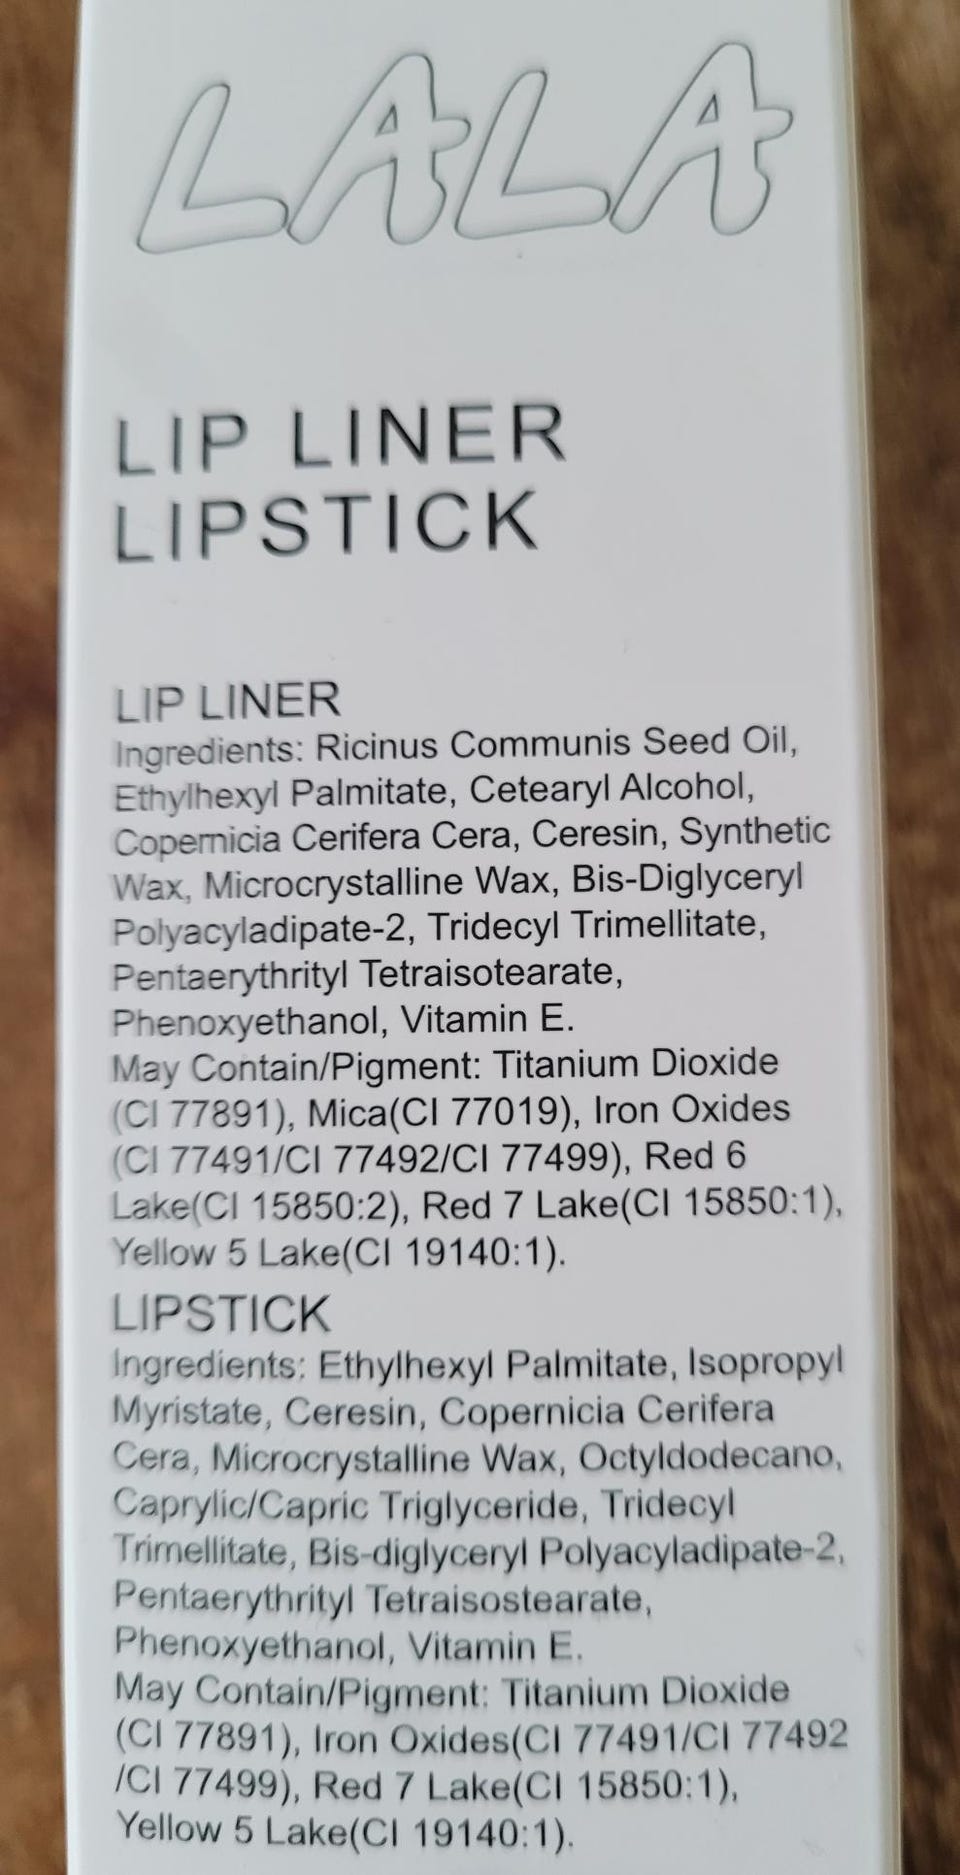 LALA
LIP LINER
LIPSTICK
LIP LINER
Ingredients: Ricinus Communis Seed Oil,
Ethylhexyl Palmitate, Cetearyl Alcohol,
Copernicia Cerifera Cera, Ceresin, Synthetic
Wax, Microcrystalline Wax, Bis-Diglyceryl
Polyacyladipate-2, Tridecyl Trimellitate,
Pentaerythrityl Tetraisotearate,
Phenoxyethanol, Vitamin E.
May Contain/Pigment: Titanium Dioxide
(CI 77891), Mica(CI 77019), Iron Oxides
(CI 77491/CI 77492/CI 77499), Red 6
Lake(CI 15850:2), Red 7 Lake(CI 15850:1),
Yellow 5 Lake(CI 19140:1).
LIPSTICK
Ingredients: Ethylhexyl Palmitate, Isopropyl
Myristate, Ceresin, Copernicia Cerifera
Cera, Microcrystalline Wax, Octyldodecano,
Caprylic/Capric Triglyceride, Tridecyl
Trimellitate, Bis-diglyceryl Polyacyladipate-2,
Pentaerythrityl Tetraisostearate,
Phenoxyethanol, Vitamin E.
May Contain/Pigment: Titanium Dioxide
(CI 77891), Iron Oxides(CI 77491/CI 77492
/CI 77499), Red 7 Lake(CI 15850:1),
Yellow 5 Lake(CI 19140:1).